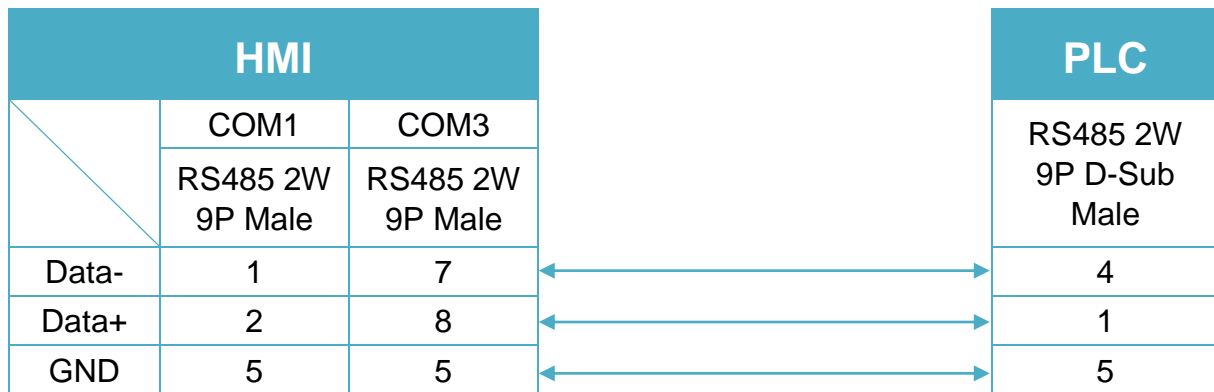 HMI
PLC
COM1 COM3
RS485 2W
9P Male
RS485 2W
9P Male
RS485 2W
9P D-Sub
Male
Data- 1 7 4
Data+ 2 8 1
GND 5 5 5